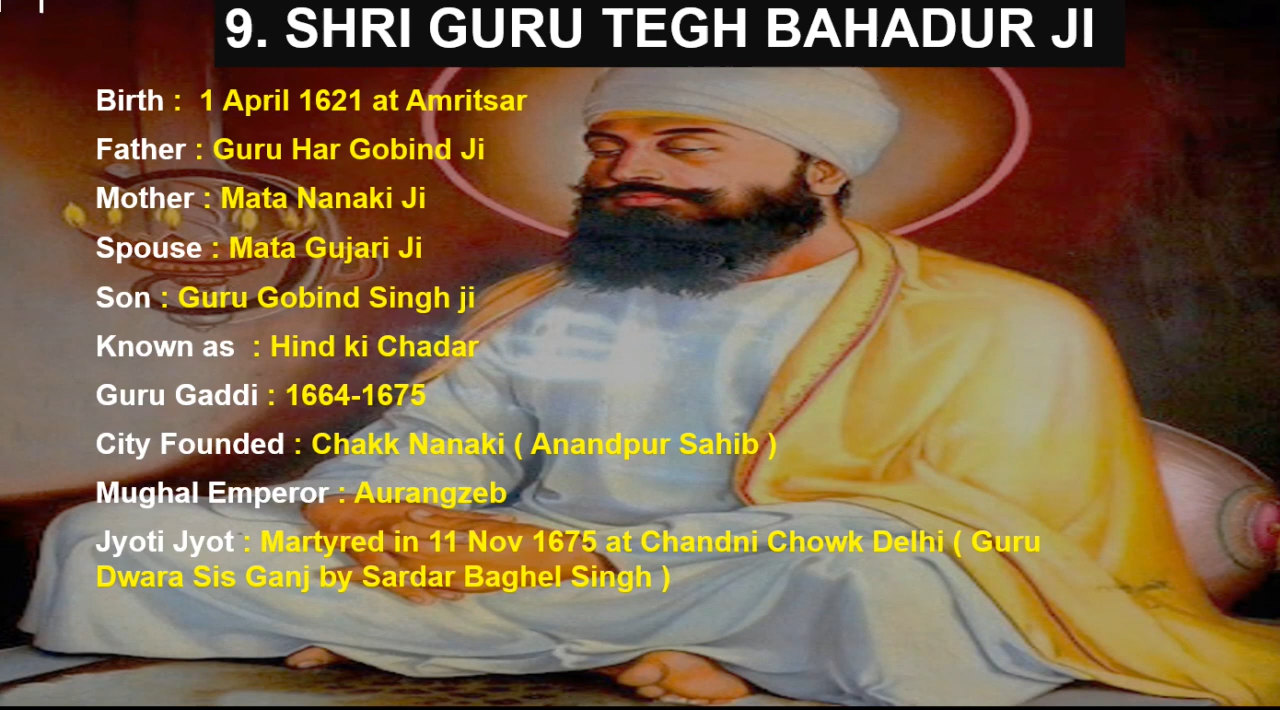 9. SHRI GURU TEGH BAHADUR JI
Birth :  1 April 1621 at Amritsar
Father : Guru Har Gobind Ji
Mother : Mata Nanaki Ji
Spouse : Mata Gujari Ji
Son : Guru Gobind Singh ji
Known as  : Hind ki Chadar
Guru Gaddi : 1664-1675
City Founded : Chakk Nanaki ( Anandpur Sahib )
Mughal Emperor : Aurangzeb
Jyoti Jyot : Martyred in 11 Nov 1675 at Chandni Chowk Delhi ( Guru
Dwara Sis Ganj by Sardar Baghel Singh )